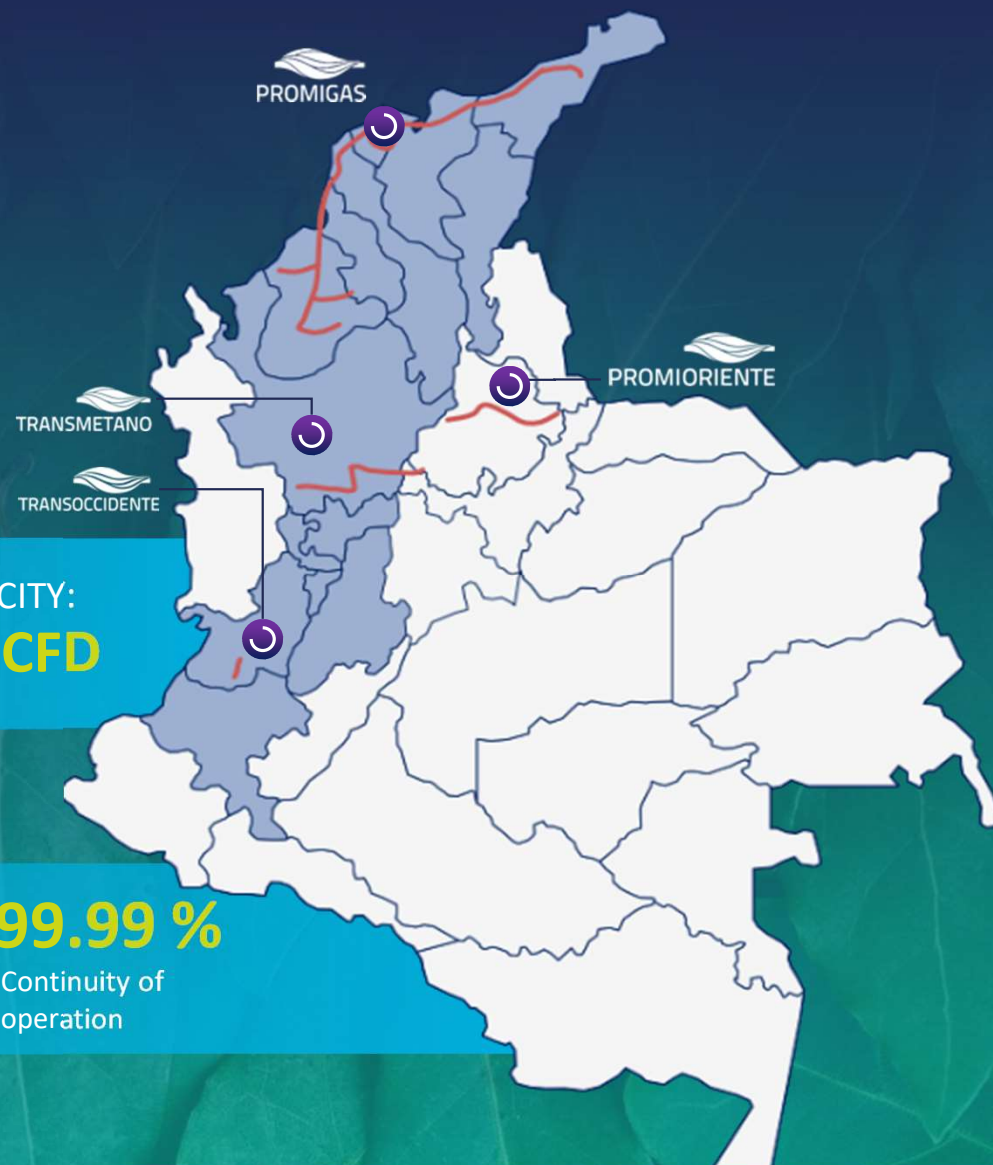 PROMIGAS
PROMIORIENTE
TRANSMETANO
TRANSOCCIDENTE
CITY:
CFD
99.99 %
Continuity of
operation